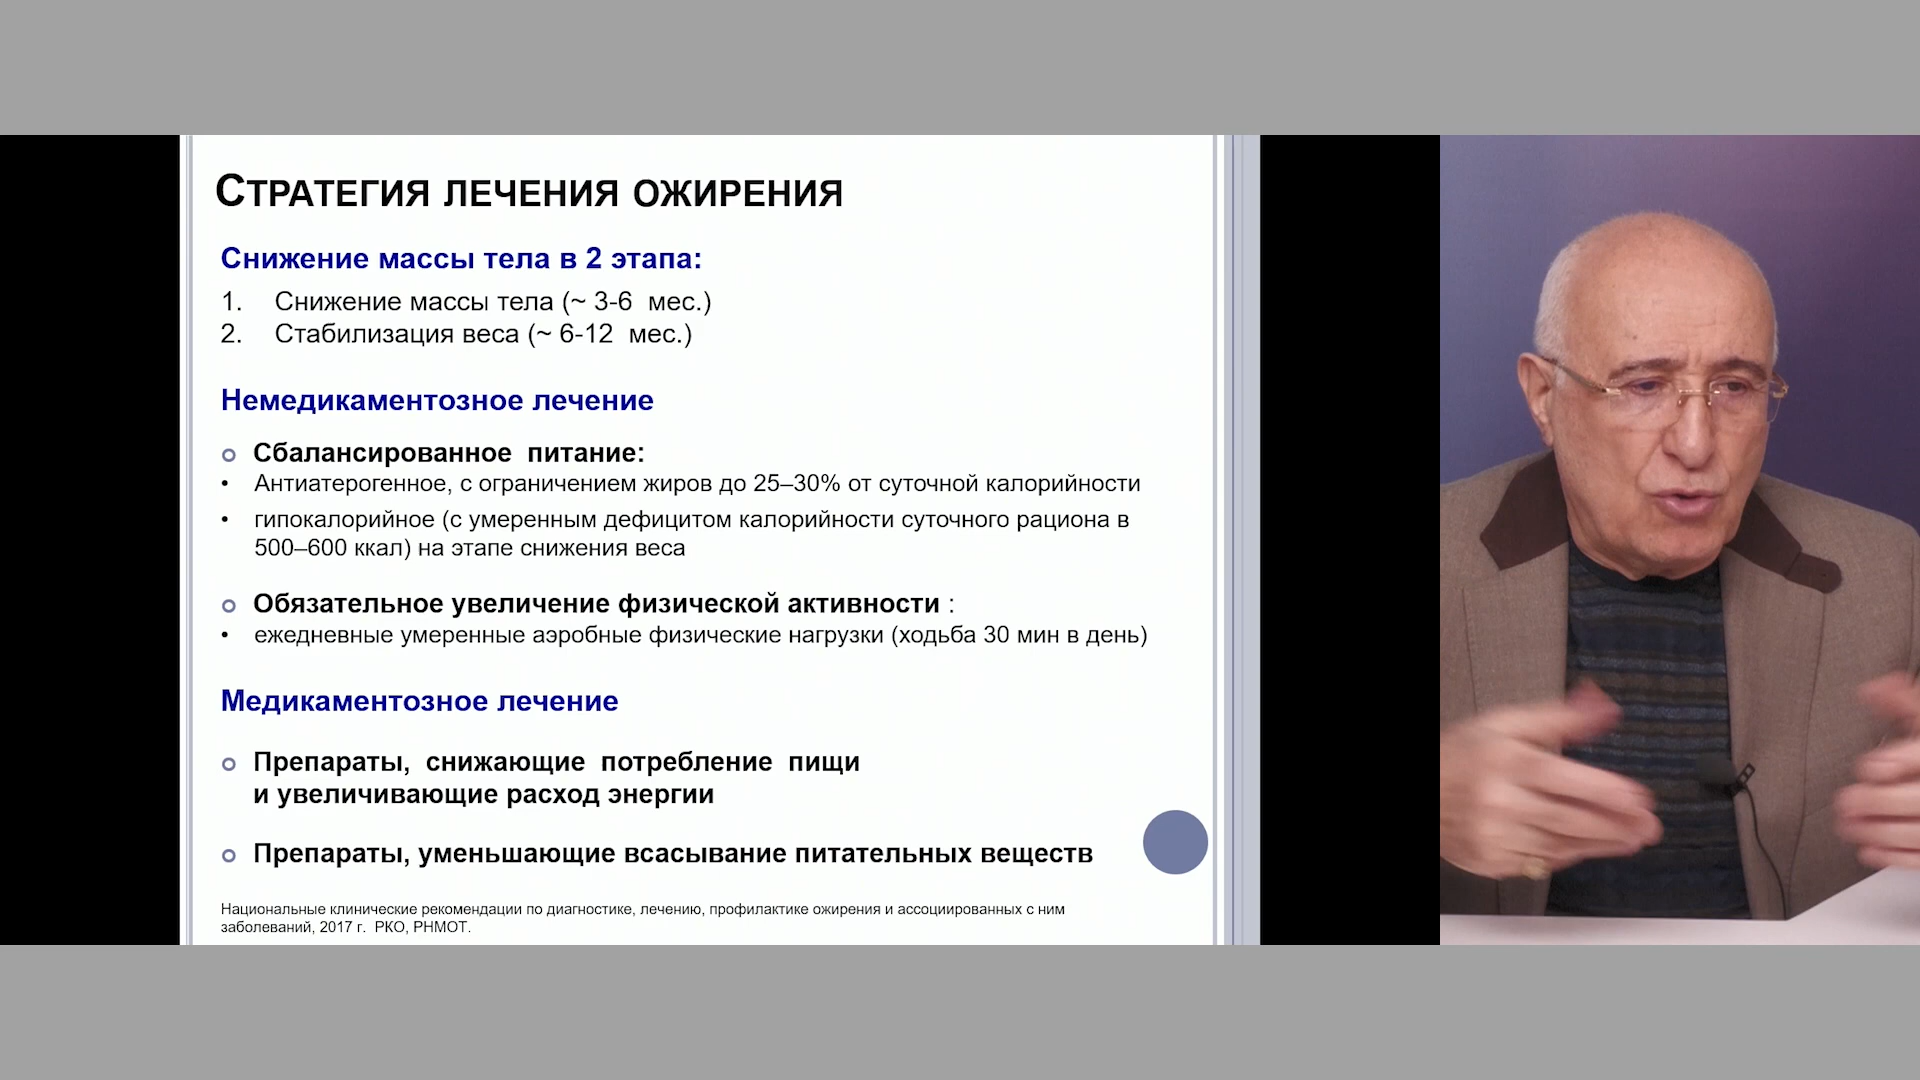 Стратегия лечения ожирения
Снижение массы тела в 2 этапа:
1. Снижение массы тела (~ 3-6 мес.)
2. Стабилизация веса (~ 6-12 мес.)
Немедикаментозное лечение
Сбалансированное питание:
• Антиатерогенное, с ограничением жиров до 25–30% от суточной калорийности
• гипокалорийное (с умеренным дефицитом калорийности суточного рациона в
500–600 ккал) на этапе снижения веса
Обязательное увеличение физической активности :
• ежедневные умеренные аэробные физические нагрузки (ходьба 30 мин в день)
Медикаментозное лечение
Препараты, снижающие потребление пищи
и увеличивающие расход энергии
Препараты, уменьшающие всасывание питательных веществ
Национальные клинические рекомендации по диагностике, лечению, профилактике ожирения и ассоциированных с ним
заболеваний, 2017 г. РКО, РНМОТ.